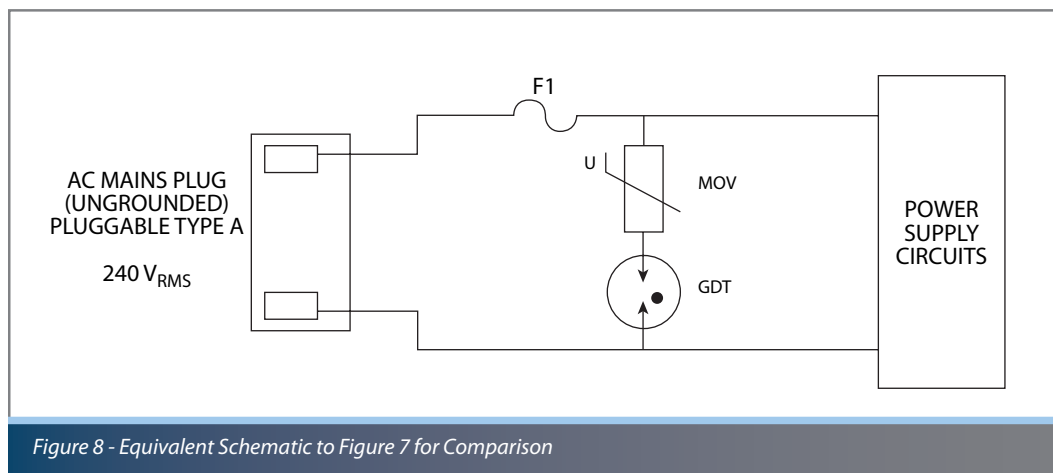 F1
AC MAINS PLUG
(UNGROUNDED)
PLUGGABLE TYPE A
240 VRMS
U
MOV
GDT
POWER
SUPPLY
CIRCUITS
Figure 8 - Equivalent Schematic to Figure 7 for Comparison